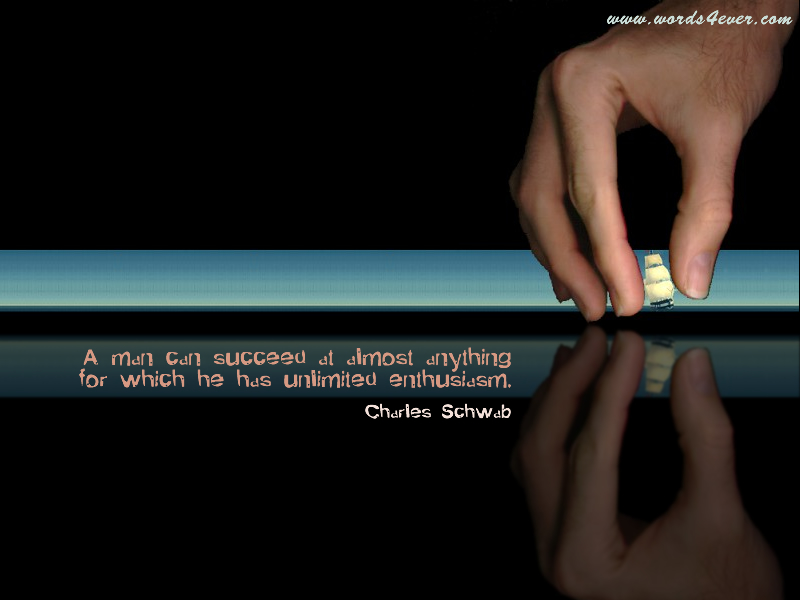 www.words4ever.com
A man can succeed at almost anything
for which he has unlimited enthusiasm.
Charles Schwab